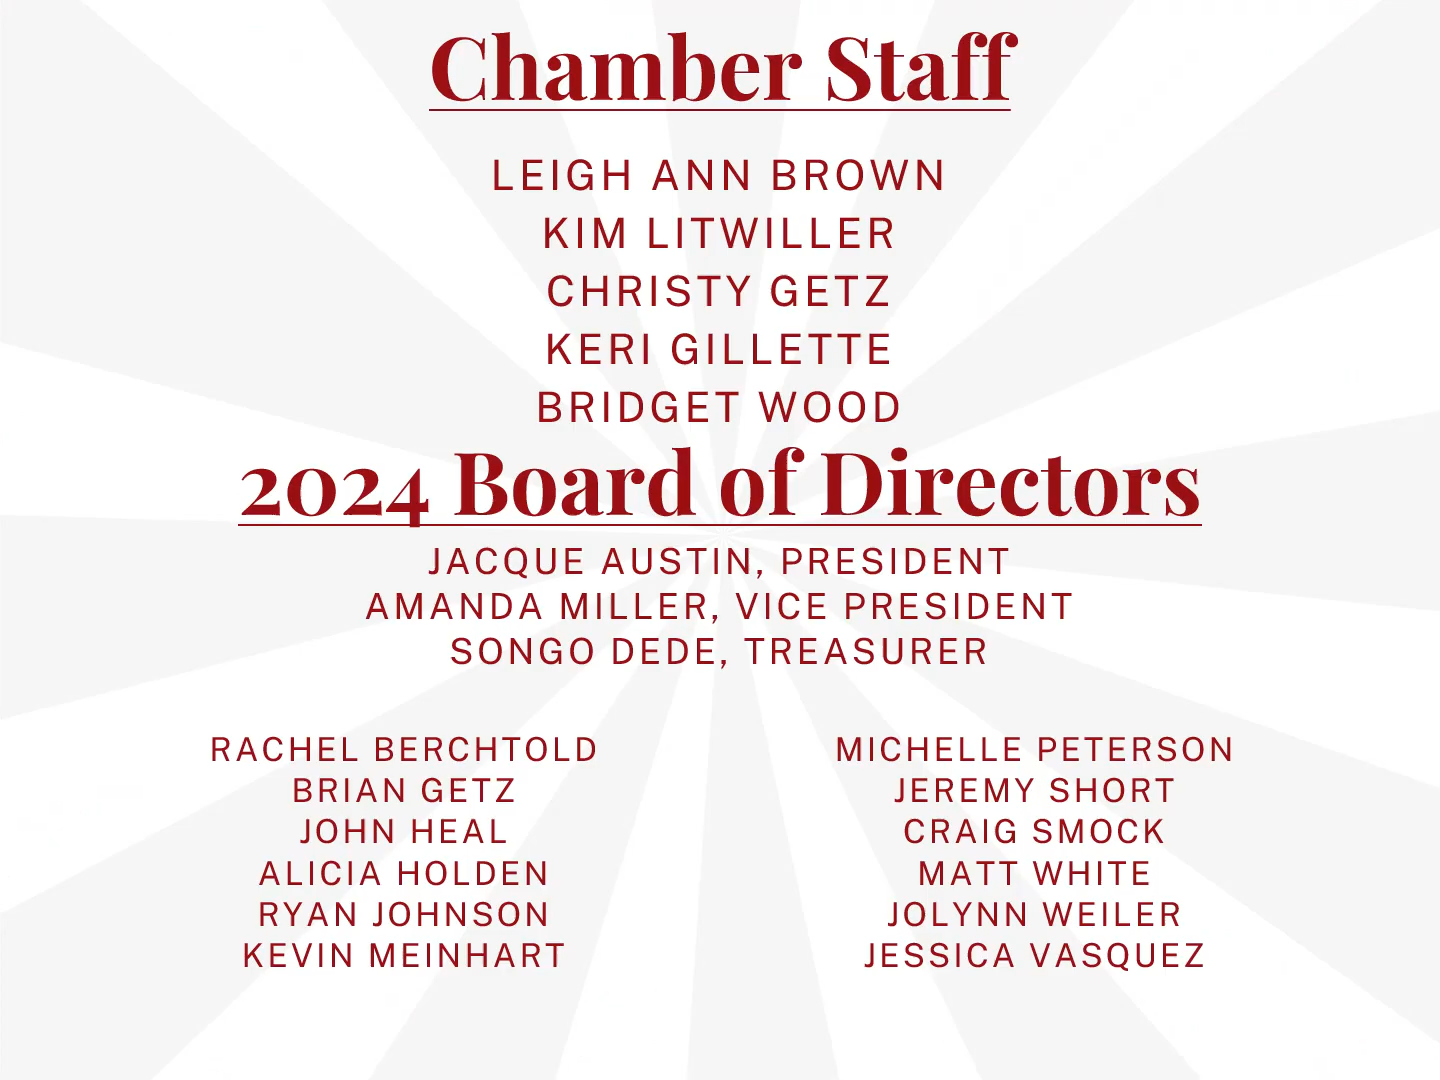 Chamber Staff
LEIGH ANN BROWN
KIM LITWILLER
CHRISTY GETZ
KERI GILLETTE
BRIDGET WOOD
2024 Board of Directors
JACQUE AUSTIN, PRESIDENT
AMANDA MILLER, VICE PRESIDENT
SONGO DEDE, TREASURER
RACHEL BERCHTOLD
BRIAN GETZ
JOHN HEAL
ALICIA HOLDEN
RYAN JOHNSON
KEVIN MEINHART
MICHELLE PETERSON
JEREMY SHORT
CRAIG SMOCK
MATT WHITE
JOLYNN WEILER
JESSICA VASQUEZ